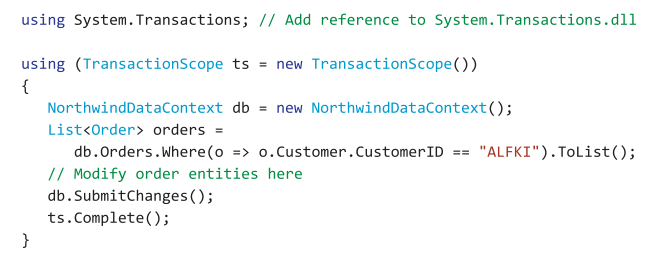 using System.Transactions; // Add reference to System.Transactions.dll
using (TransactionScope ts = new TransactionScope())
{
NorthwindDataContext db = new NorthwindDataContext();
List<Order> orders =
db.Orders.Where(o => o.Customer.CustomerID == "ALFKI").ToList();
// Modify order entities here
db.SubmitChanges();
ts.Complete();
}